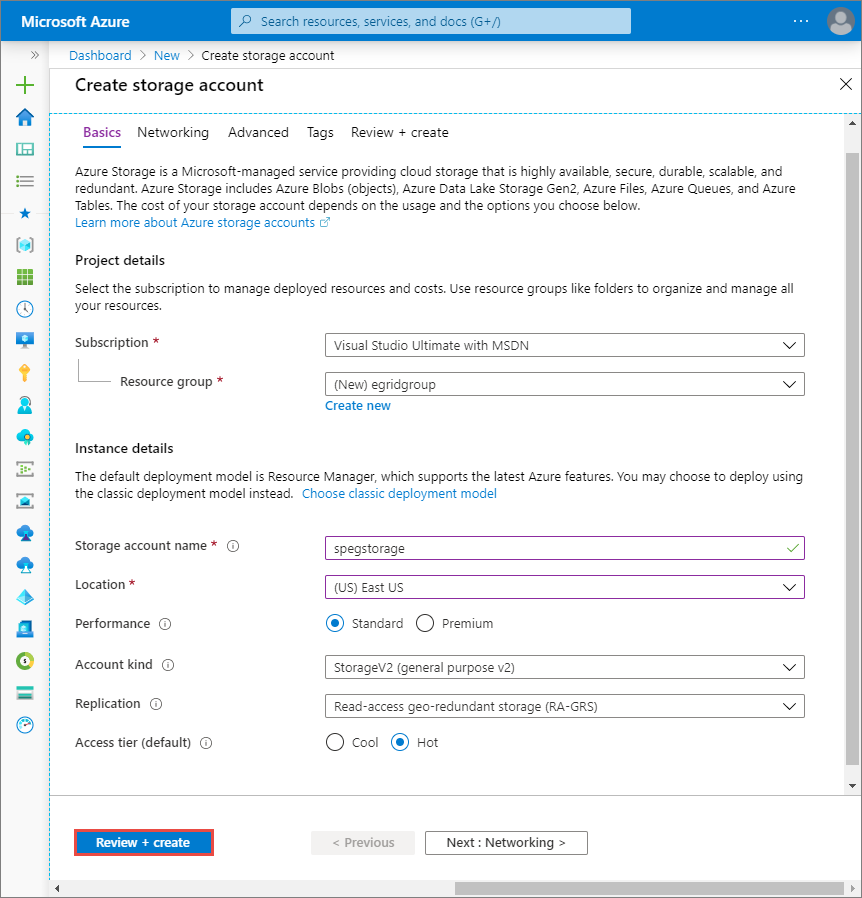 Microsoft Azure
Search resources, services, and docs (G+/)
...
Dashboard > New > Create storage account
Create storage account
Basics Networking Advanced Tags Review + create
Azure Storage is a Microsoft-managed service providing cloud storage that is highly available, secure, durable, scalable, and
redundant. Azure Storage includes Azure Blobs (objects), Azure Data Lake Storage Gen2, Azure Files, Azure Queues, and Azure
Tables. The cost of your storage account depends on the usage and the options you choose below.
Learn more about Azure storage accounts
Project details
Select the subscription to manage deployed resources and costs. Use resource groups like folders to organize and manage all
your resources.
Subscription *
Visual Studio Ultimate with MSDN
Resource group *
(New) egridgroup
Create new
Instance details
The default deployment model is Resource Manager, which supports the latest Azure features. You may choose to deploy using
the classic deployment model instead. Choose classic deployment model
Storage account name *
spegstorage
Location *
(US) East US
Performance
Standard Premium
Account kind
StorageV2 (general purpose v2)
Replication
Read-access geo-redundant storage (RA-GRS)
Access tier (default)
Cool Hot
Review + create
< Previous
Next : Networking >